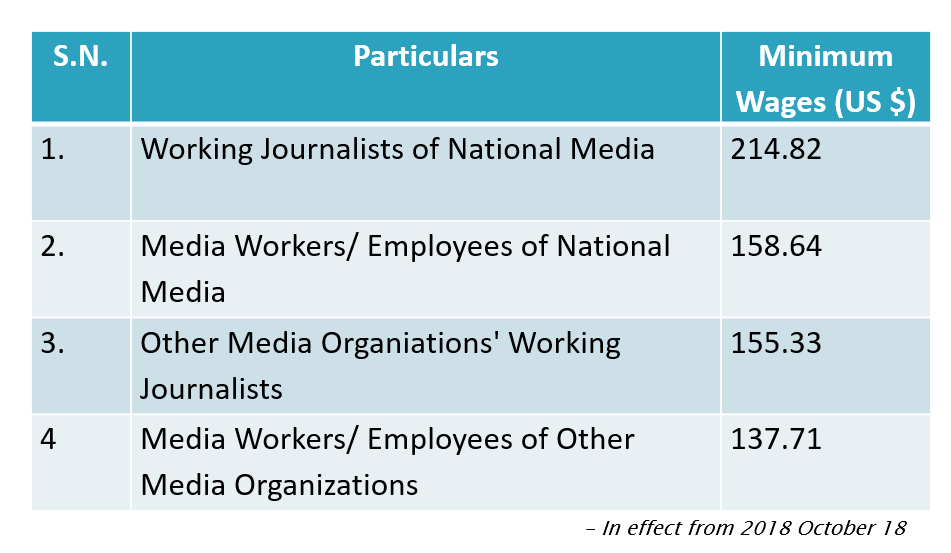 S.N. Particulars Minimum
Wages (US $)
1. Working Journalists of National Media 214.82
2. Media Workers/ Employees of National 158.64
Media
3. Other Media Organiations' Working 155.33
Journalists
4 Media Workers/ Employees of Other 137.71
Media Organizations
– In effect from 2018 October 18